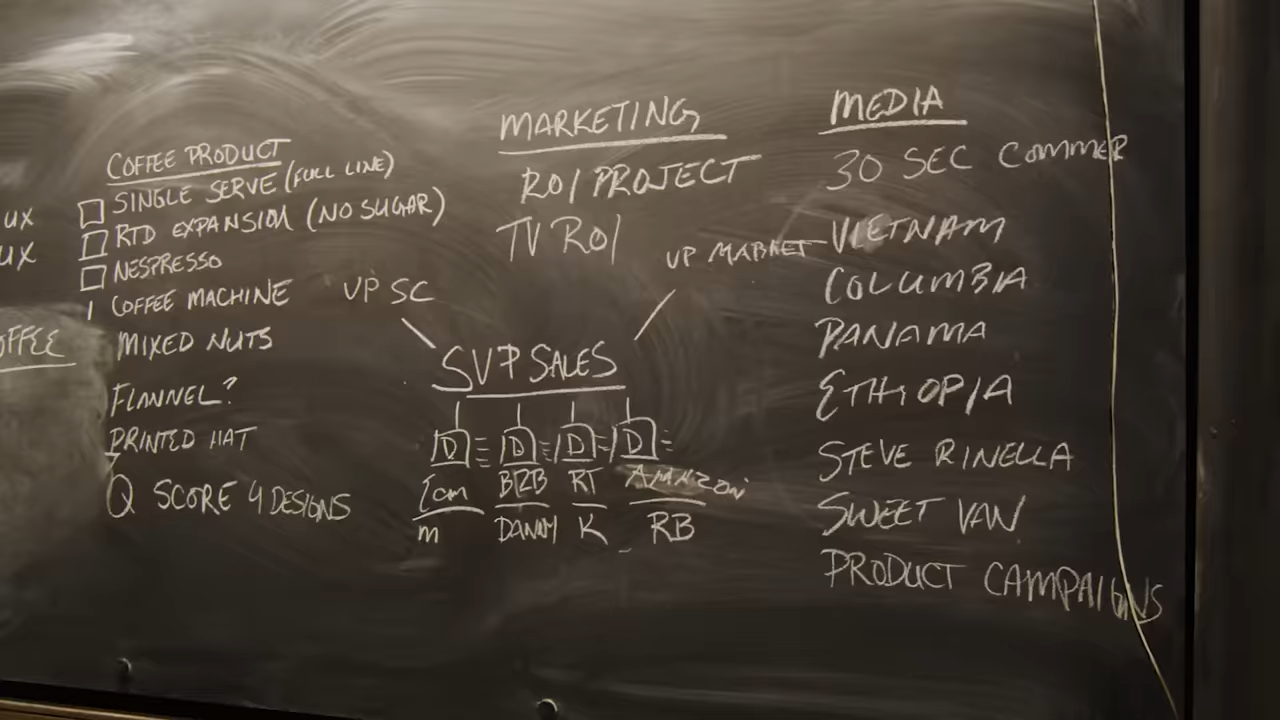 UX
UX
OFFEE
COFFEE PRODUCT
SINGLE SERVE (FULL LINE)
RTD EXPANSION (NO SUGAR)
NESPRESSO
COFFEE MACHINE
MIXED NUTS
FLANNEL?
PRINTED HAT
Q SCORE 4 DESIGNS
MARKETING
ROI PROJECT
TV ROI
VP MARKET
VP SC
SVP SALES
D D D D
Ecm B2B RT AMAZON
M DANNY K RB
MEDIA
30 SEC COMMER
VIETNAM
COLUMBIA
PANAMA
ETHIOPIA
STEVE RINELLA
SWEET VAN
PRODUCT CAMPAIGNS